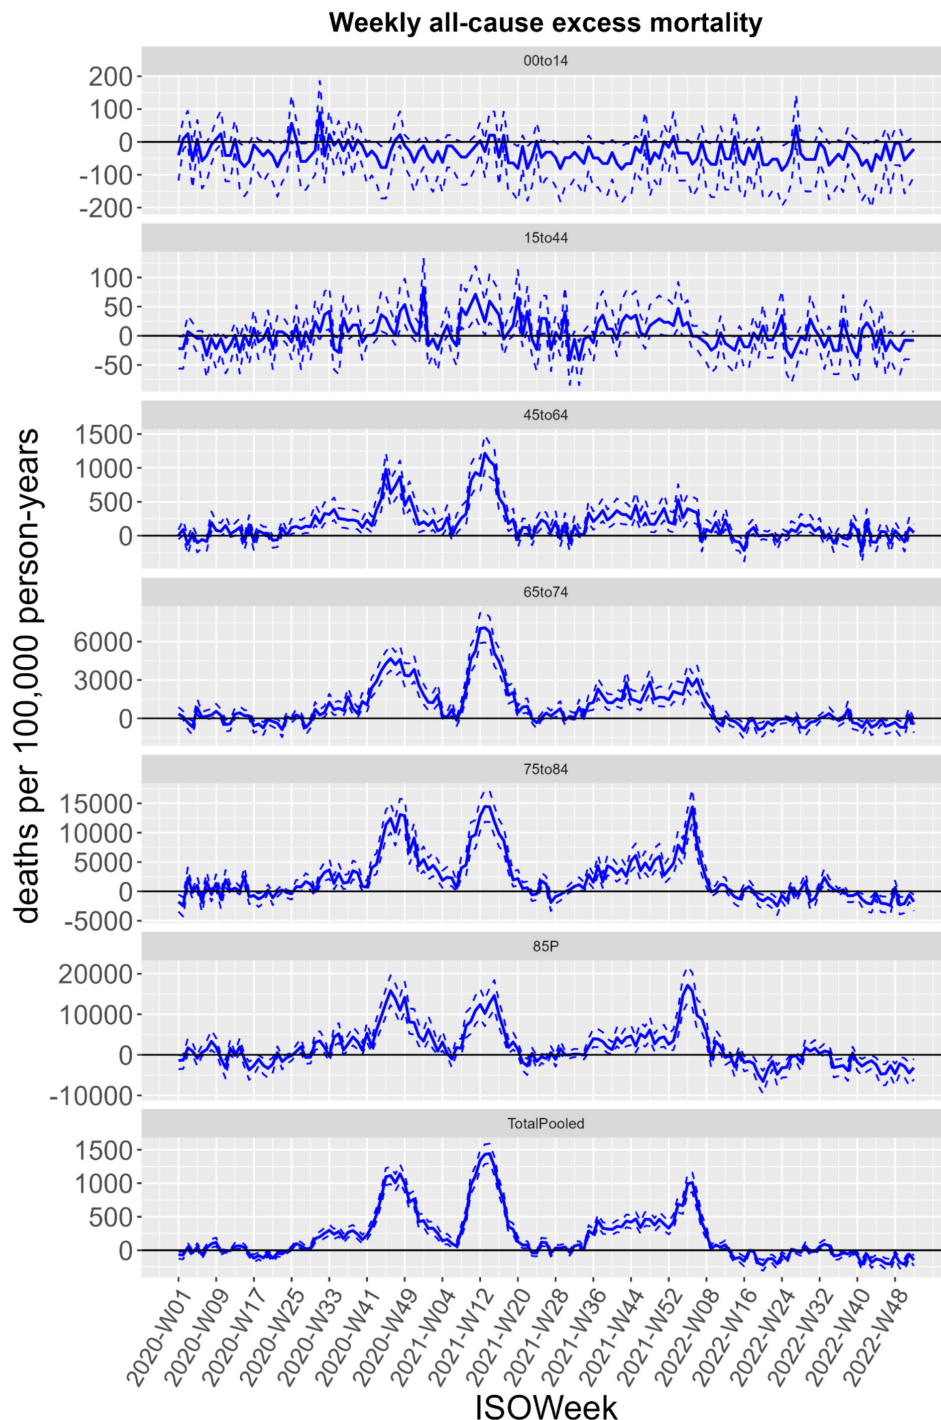 Weekly all-cause excess mortality
00to14
200
100
0
-100
-200
15to44
100
50
0
-50
45to64
1500
1000
500
0
65to74
6000
3000
0
75to84
15000
10000
5000
0
-5000
85P
20000
10000
0
-10000
TotalPooled
1500
1000
500
0
deaths per 100,000 person-years
2020-W01
2020-W09
2020-W17
2020-W25
2020-W33
2020-W41
2020-W49
2021-W04
2021-W12
2021-W20
2021-W28
2021-W36
2021-W44
2021-W52
2022-W08
2022-W16
2022-W24
2022-W32
2022-W40
2022-W48
ISOWeek